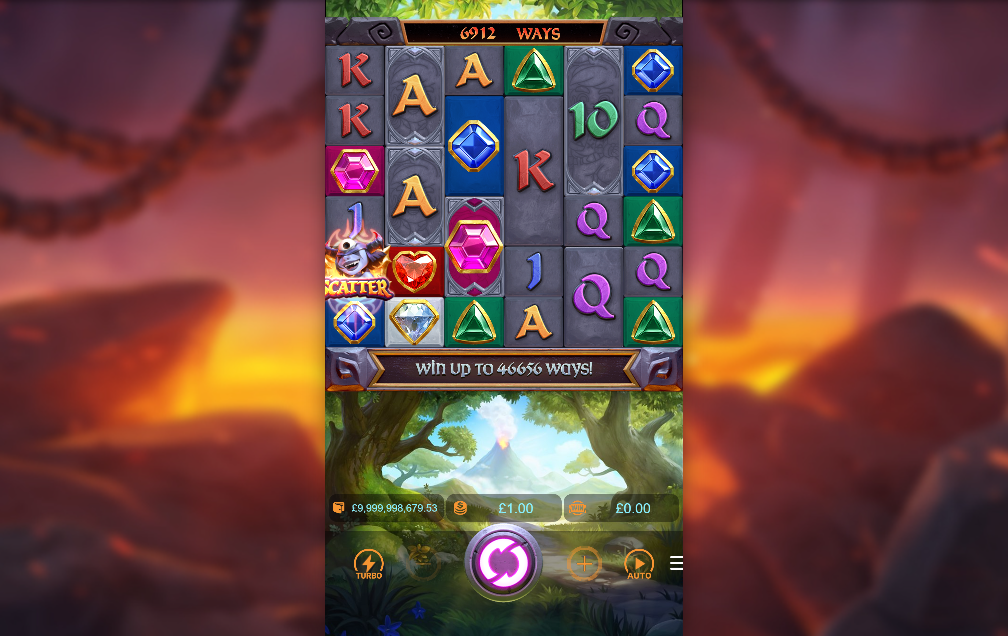 6912 WAYS
K A A
K 10 Q
A K
J Q
SCATTER J Q
Q
A
WIN UP TO 46656 WAYS!
£9,999,998,679.53 £1.00 £0.00
TURBO AUTO